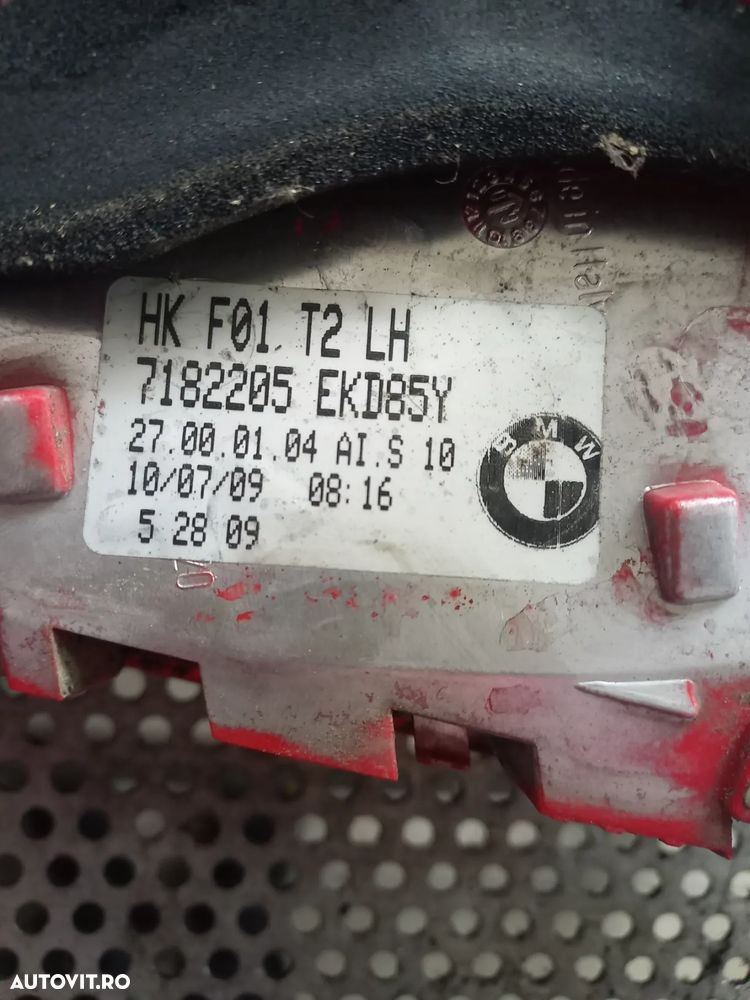 HK F01 T2 LH
7182205 EKD85Y
27.00.01.04 AI.S 10
10/07/09 08:16
5 28 09
BMW
AUTOVIT.RO